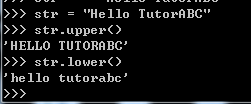 >>> str = "Hello TutorABC"
>>> str.upper()
'HELLO TUTORABC'
>>> str.lower()
'hello tutorabc'
>>>